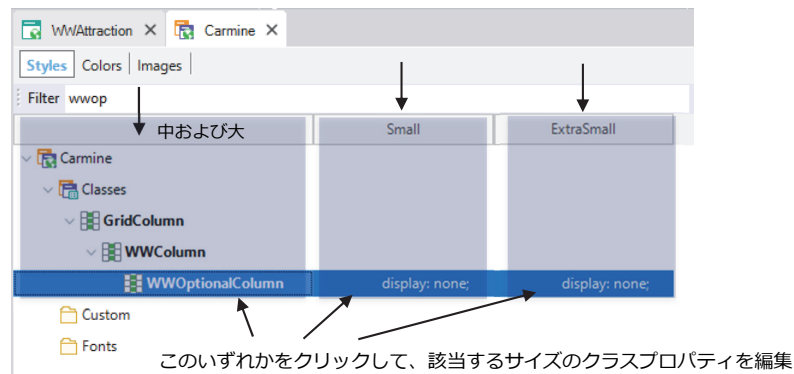 WWAttraction × Carmine ×
Styles Colors Images
Filter wwop
中および大 Small ExtraSmall
Carmine
Classes
GridColumn
WWColumn
WWOptionalColumn display: none; display: none;
Custom
Fonts
このいずれかをクリックして、該当するサイズのクラスプロパティを編集